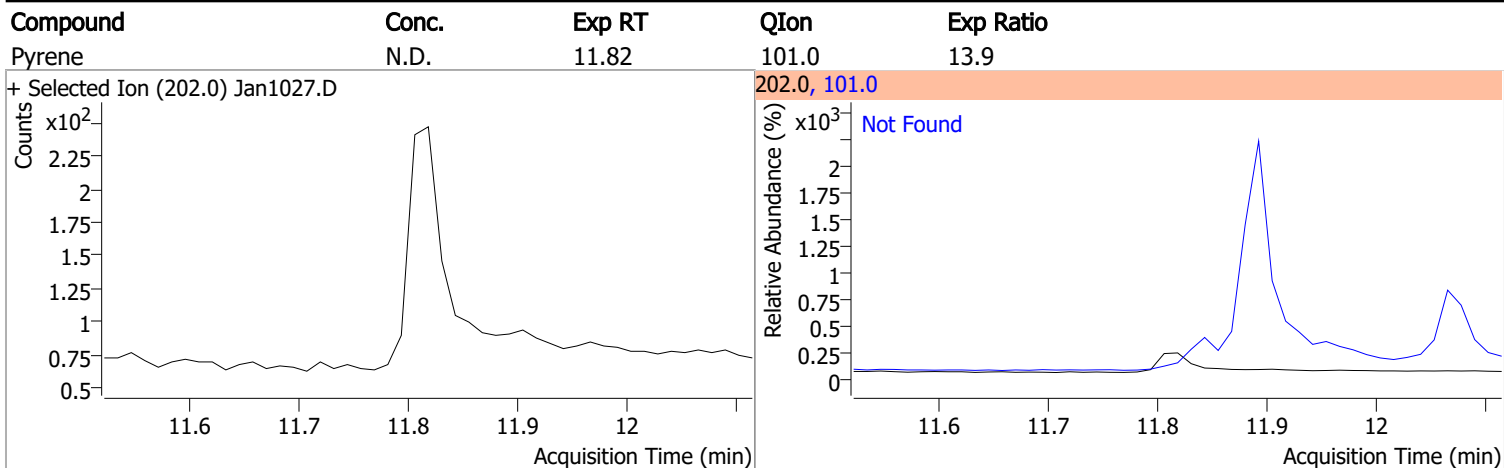 Compound Conc. Exp RT QIon Exp Ratio
Pyrene N.D. 11.82 101.0 13.9
+ Selected Ion (202.0) Jan1027.D
Counts
x10²
2.25
2
1.75
1.5
1.25
1
0.75
0.5
11.6 11.7 11.8 11.9 12
Acquisition Time (min)
202.0, 101.0
Relative Abundance (%)
x10³
Not Found
2
1.75
1.5
1.25
1
0.75
0.5
0.25
0
11.6 11.7 11.8 11.9 12
Acquisition Time (min)